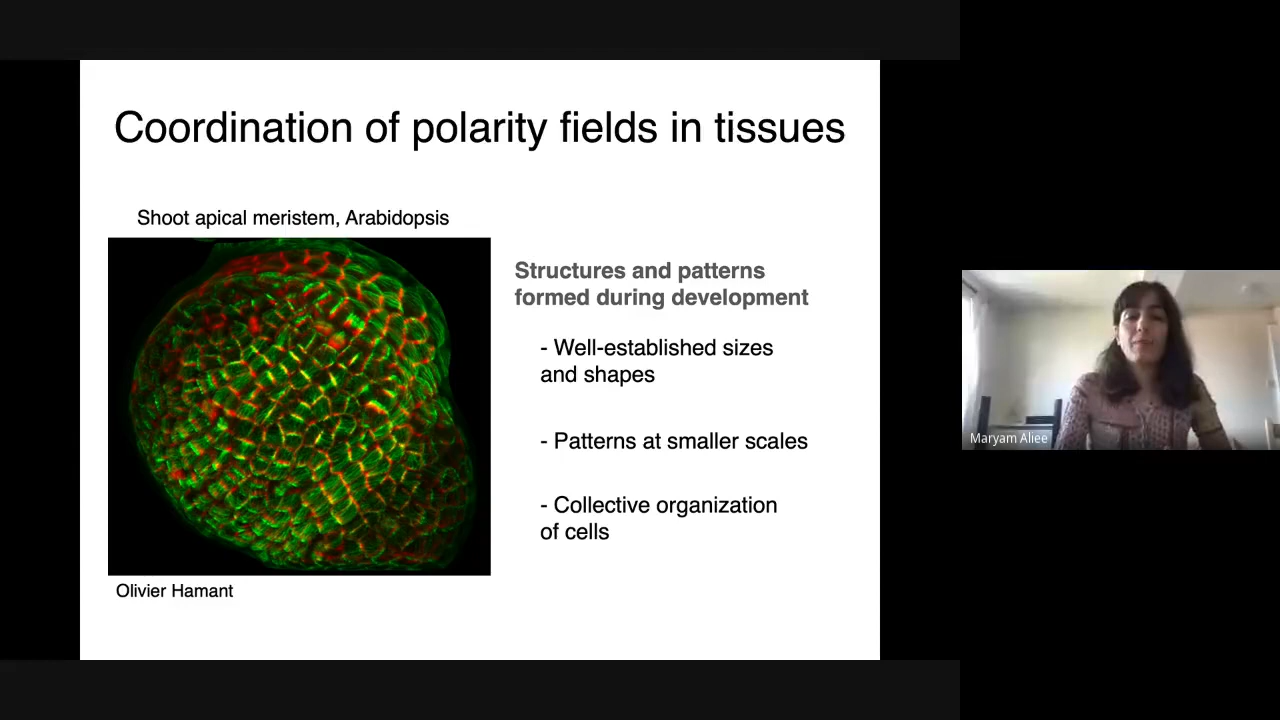 Coordination of polarity fields in tissues
Shoot apical meristem, Arabidopsis
Structures and patterns
formed during development
- Well-established sizes
and shapes
- Patterns at smaller scales
- Collective organization
of cells
Olivier Hamant
Maryam Aliee